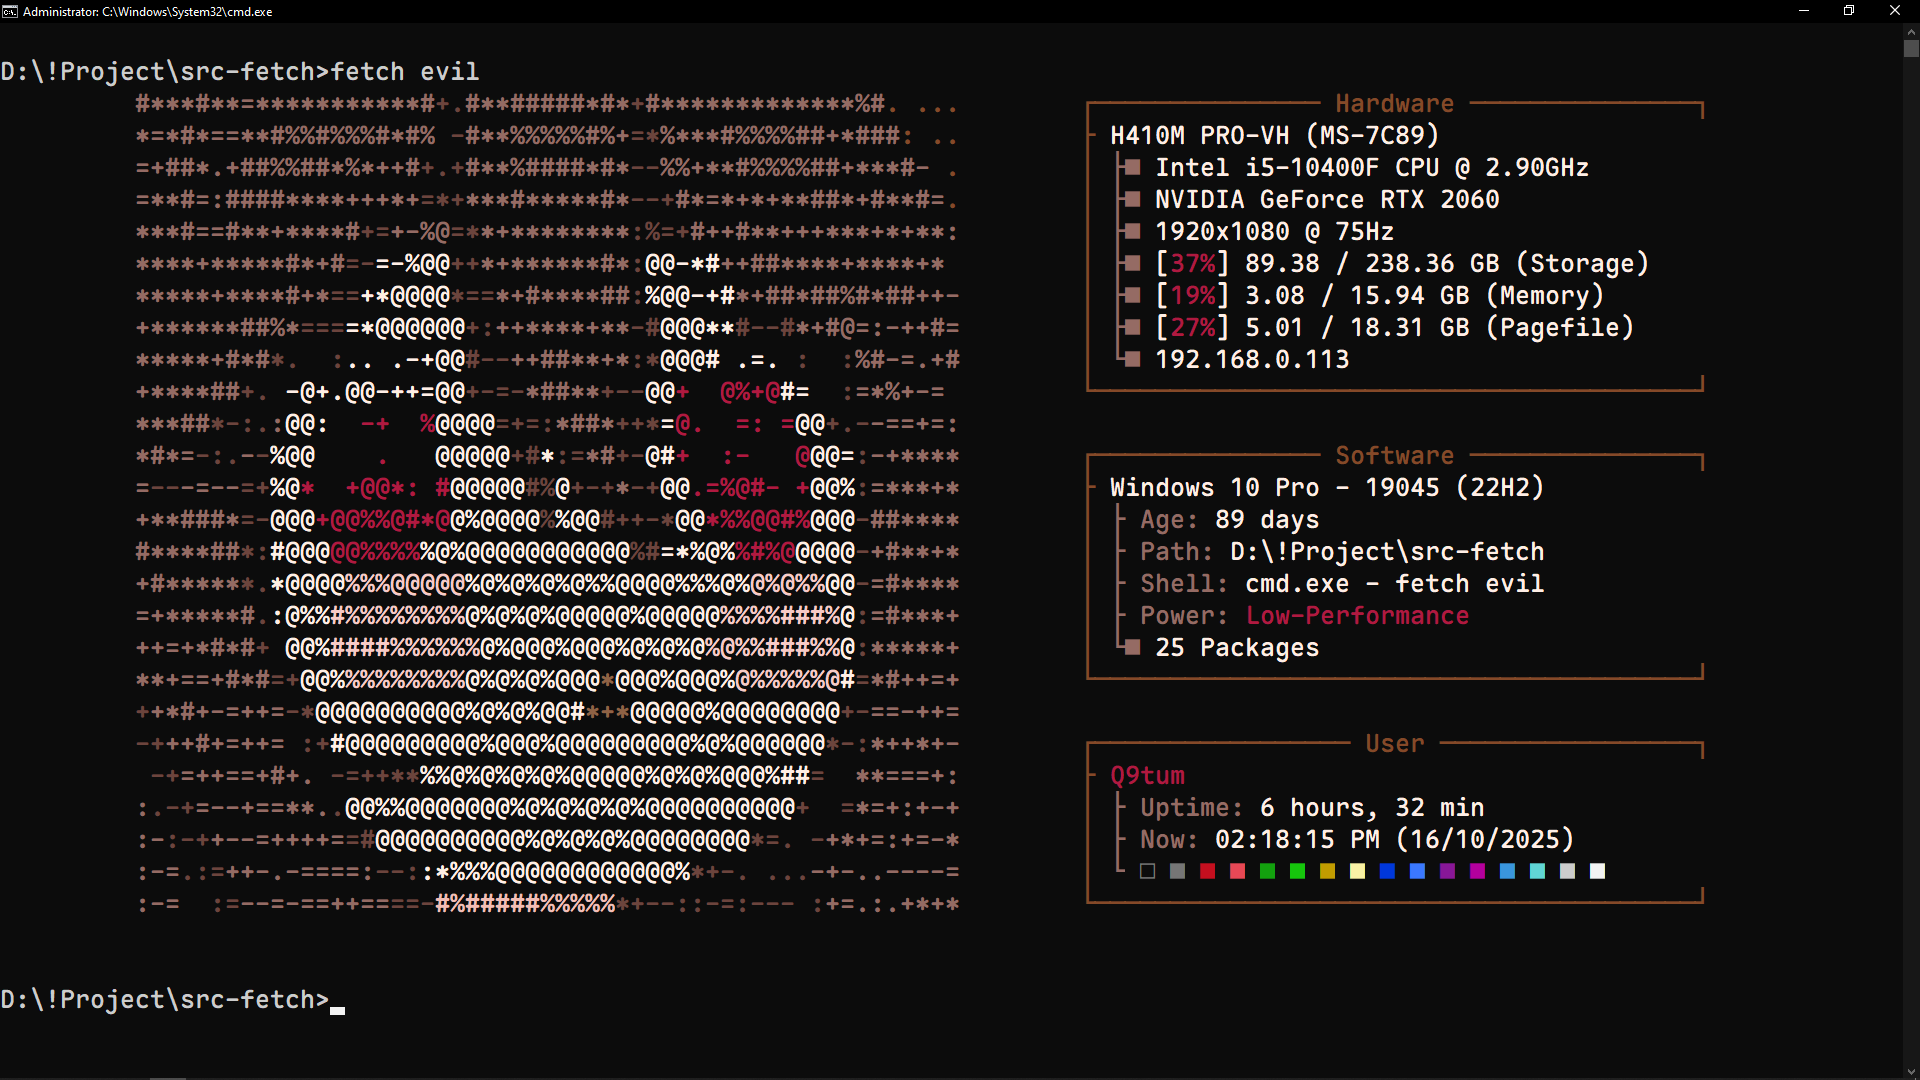 Administrator: C:\Windows\System32\cmd.exe
D:\!Project\src-fetch>fetch evil
Hardware
H410M PRO-VH (MS-7C89)
Intel i5-10400F CPU @ 2.90GHz
NVIDIA GeForce RTX 2060
1920x1080 @ 75Hz
[37%] 89.38 / 238.36 GB (Storage)
[19%] 3.08 / 15.94 GB (Memory)
[27%] 5.01 / 18.31 GB (Pagefile)
192.168.0.113
Software
Windows 10 Pro - 19045 (22H2)
Age: 89 days
Path: D:\!Project\src-fetch
Shell: cmd.exe - fetch evil
Power: Low-Performance
25 Packages
User
Q9tum
Uptime: 6 hours, 32 min
Now: 02:18:15 PM (16/10/2025)
D:\!Project\src-fetch>